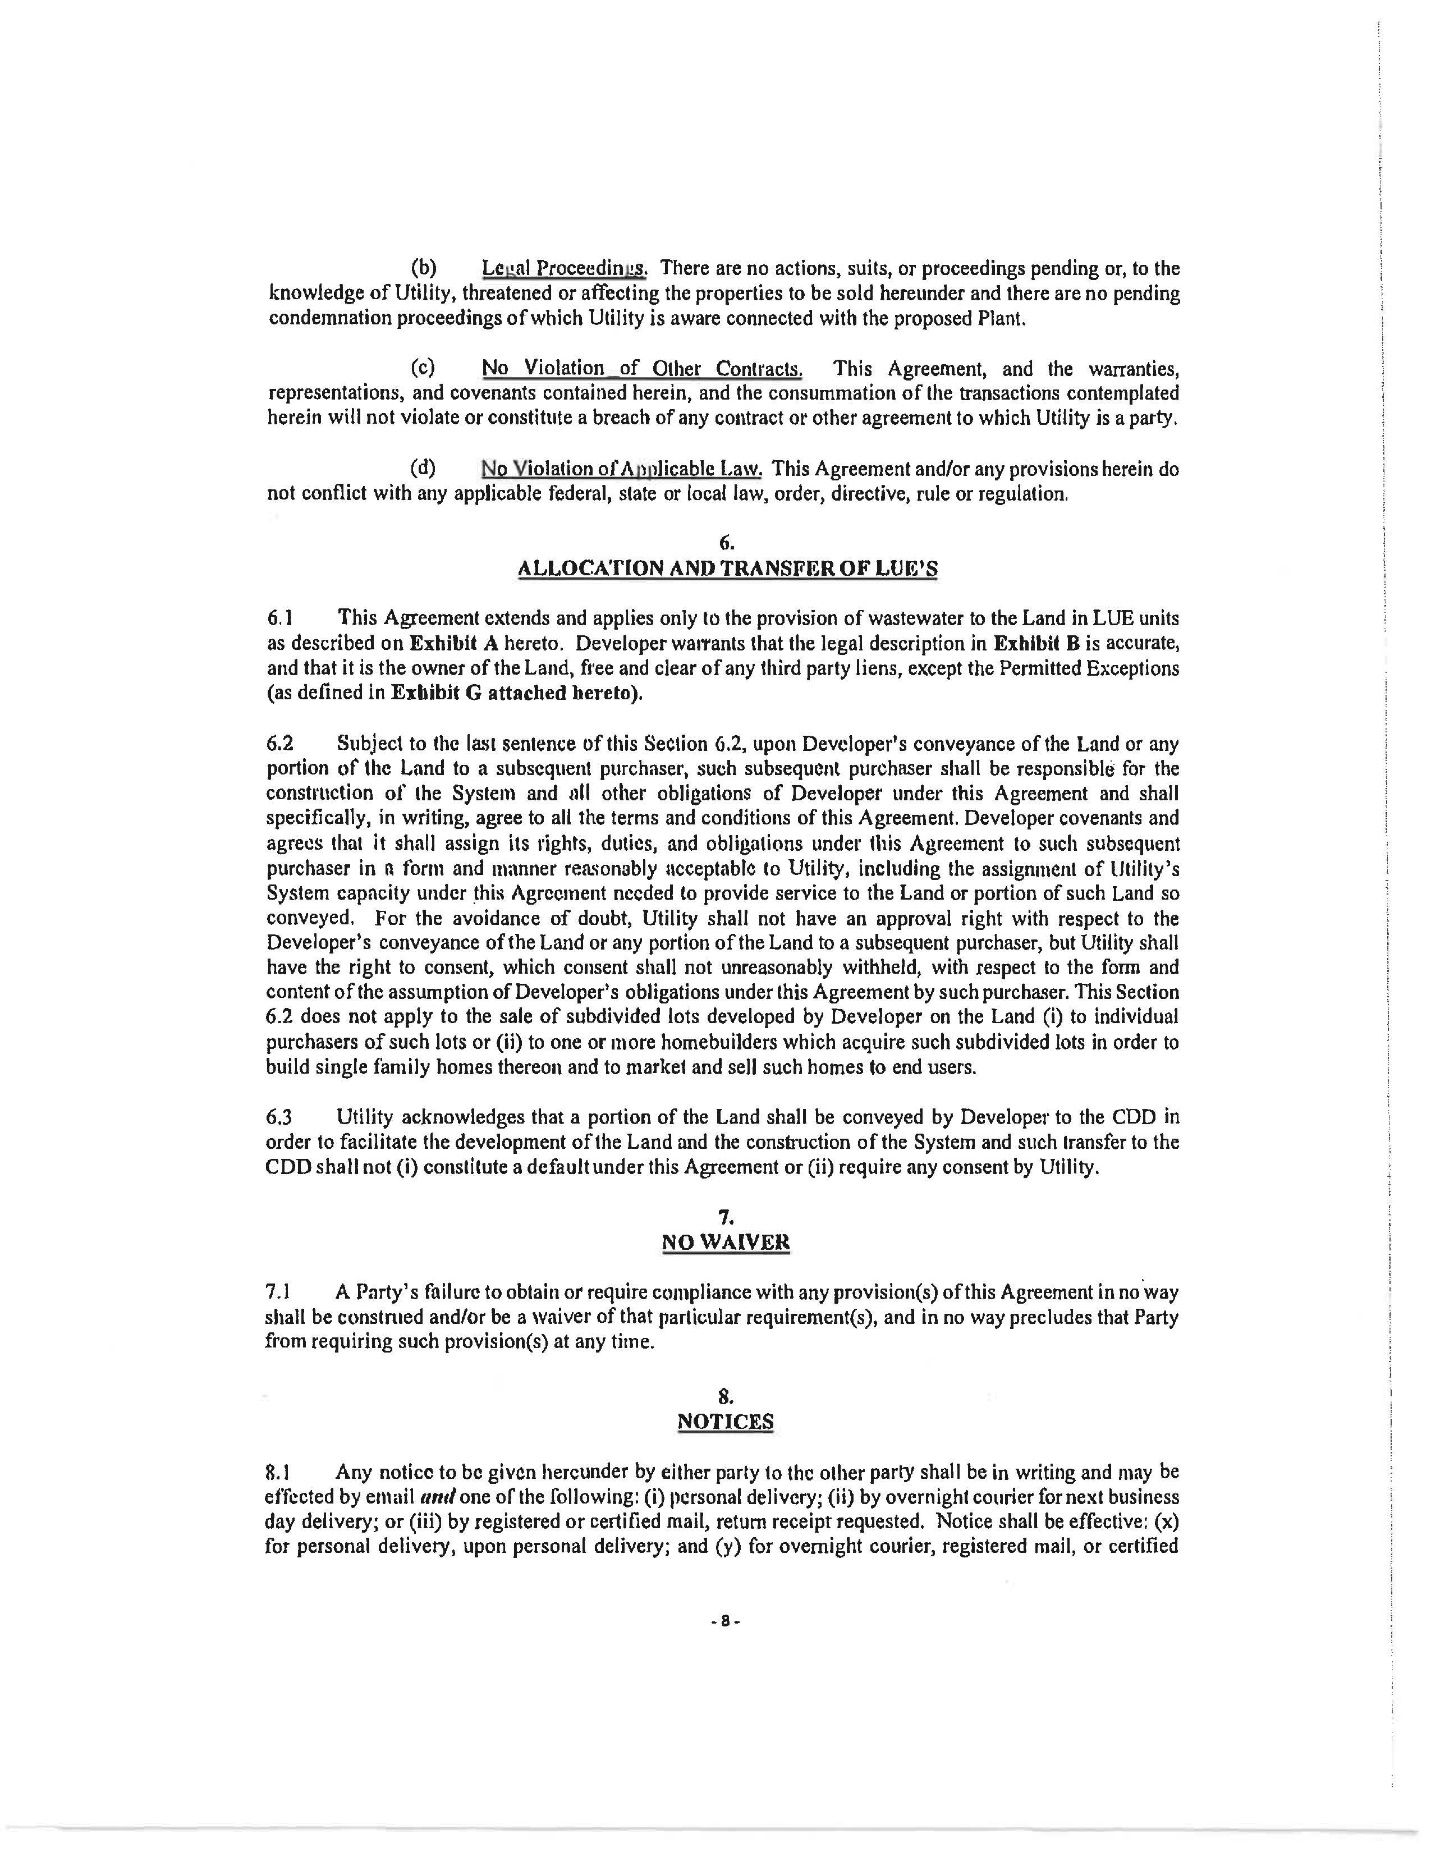 (b) Legal Proceedings. There are no actions, suits, or proceedings pending or, to the
knowledge of Utility, threatened or affecting the properties to be sold hereunder and there are no pending
condemnation proceedings of which Utility is aware connected with the proposed Plant.
(c) No Violation of Other Contracts. This Agreement, and the warranties,
representations, and covenants contained herein, and the consummation of the transactions contemplated
herein will not violate or constitute a breach of any contract or other agreement to which Utility is a party.
(d) No Violation of Applicable Law. This Agreement and/or any provisions herein do
not conflict with any applicable federal, state or local law, order, directive, rule or regulation.
6.
ALLOCATION AND TRANSFER OF LUE'S
6.1 This Agreement extends and applies only to the provision of wastewater to the Land in LUE units
as described on Exhibit A hereto. Developer warrants that the legal description in Exhibit B is accurate,
and that it is the owner of the Land, free and clear of any third party liens, except the Permitted Exceptions
(as defined in Exhibit G attached hereto).
6.2 Subject to the last sentence of this Section 6.2, upon Developer's conveyance of the Land or any
portion of the Land to a subsequent purchaser, such subsequent purchaser shall be responsible for the
construction of the System and all other obligations of Developer under this Agreement and shall
specifically, in writing, agree to all the terms and conditions of this Agreement. Developer covenants and
agrees that it shall assign its rights, duties, and obligations under this Agreement to such subsequent
purchaser in a form and manner reasonably acceptable to Utility, including the assignment of Utility's
System capacity under this Agreement needed to provide service to the Land or portion of such Land so
conveyed. For the avoidance of doubt, Utility shall not have an approval right with respect to the
Developer's conveyance of the Land or any portion of the Land to a subsequent purchaser, but Utility shall
have the right to consent, which consent shall not unreasonably withheld, with respect to the form and
content of the assumption of Developer's obligations under this Agreement by such purchaser. This Section
6.2 does not apply to the sale of subdivided lots developed by Developer on the Land (i) to individual
purchasers of such lots or (ii) to one or more homebuilders which acquire such subdivided lots in order to
build single family homes thereon and to market and sell such homes to end users.
6.3 Utility acknowledges that a portion of the Land shall be conveyed by Developer to the CDD in
order to facilitate the development of the Land and the construction of the System and such transfer to the
CDD shall not (i) constitute a default under this Agreement or (ii) require any consent by Utility.
7.
NO WAIVER
7.1 A Party's failure to obtain or require compliance with any provision(s) of this Agreement in no way
shall be construed and/or be a waiver of that particular requirement(s), and in no way precludes that Party
from requiring such provision(s) at any time.
8.
NOTICES
8.1 Any notice to be given hereunder by either party to the other party shall be in writing and may be
effected by email and one of the following: (i) personal delivery; (ii) by overnight courier for next business
day delivery; or (iii) by registered or certified mail, return receipt requested. Notice shall be effective: (x)
for personal delivery, upon personal delivery; and (y) for overnight courier, registered mail, or certified
- 8 -